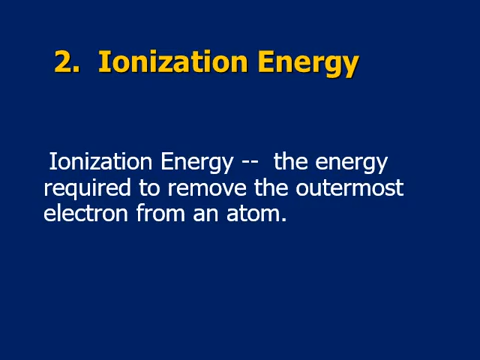 2. Ionization Energy
Ionization Energy -- the energy
required to remove the outermost
electron from an atom.